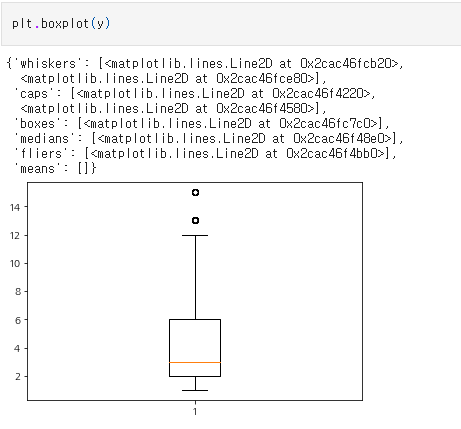 plt.boxplot(y)
{'whiskers': [<matplotlib.lines.Line2D at 0x2cac46fcb20>,
<matplotlib.lines.Line2D at 0x2cac46fce80>],
'caps': [<matplotlib.lines.Line2D at 0x2cac46f4220>,
<matplotlib.lines.Line2D at 0x2cac46f4580>],
'boxes': [<matplotlib.lines.Line2D at 0x2cac46fc7c0>],
'medians': [<matplotlib.lines.Line2D at 0x2cac46f48e0>],
'fliers': [<matplotlib.lines.Line2D at 0x2cac46f4bb0>],
'means': []}
14
12
10
8
6
4
2
1